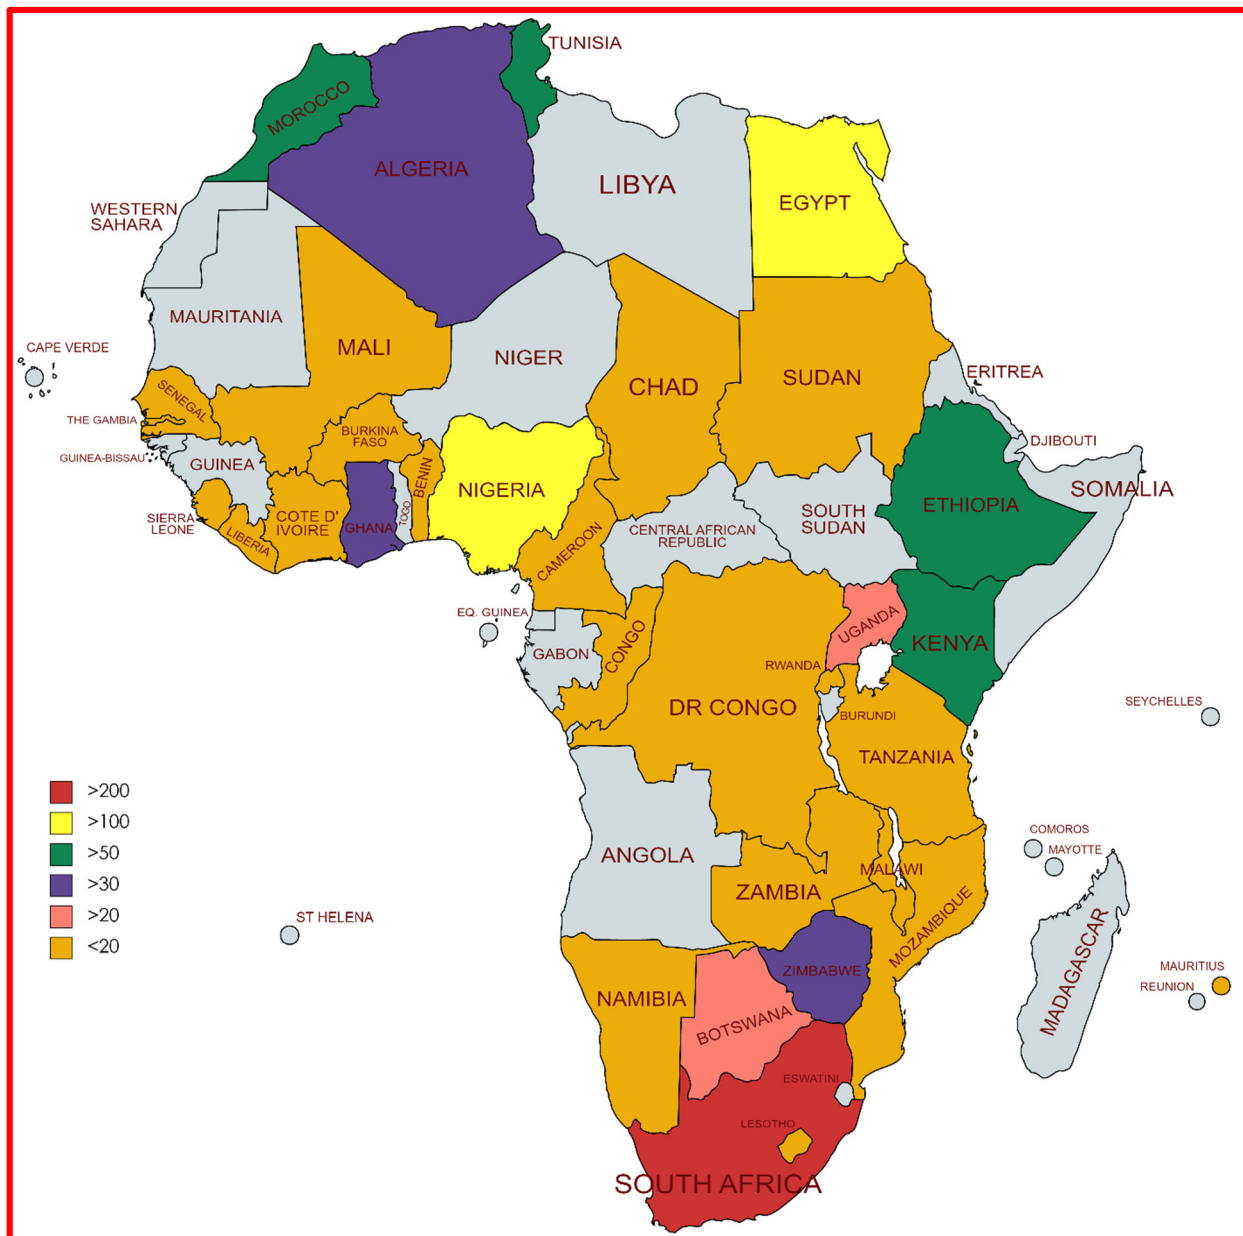 TUNISIA
MOROCCO
ALGERIA
LIBYA
EGYPT
WESTERN
SAHARA
MAURITANIA
CAPE VERDE
MALI
NIGER
CHAD
SUDAN
ERITREA
SENEGAL
THE GAMBIA
BURKINA
FASO
DJIBOUTI
GUINEA-BISSAU
GUINEA
BENIN
NIGERIA
SOMALIA
ETHIOPIA
SIERRA
LEONE
LIBERIA
COTE D'
IVOIRE
GHANA
TOGO
CAMEROON
CENTRAL AFRICAN
REPUBLIC
SOUTH
SUDAN
EQ. GUINEA
GABON
CONGO
UGANDA
KENYA
RWANDA
DR CONGO
BURUNDI
SEYCHELLES
TANZANIA
>200
>100
>50
>30
>20
<20
COMOROS
MAYOTTE
ANGOLA
MALAWI
ZAMBIA
MOZAMBIQUE
MADAGASCAR
ST HELENA
ZIMBABWE
MAURITIUS
REUNION
NAMIBIA
BOTSWANA
ESWATINI
LESOTHO
SOUTH AFRICA